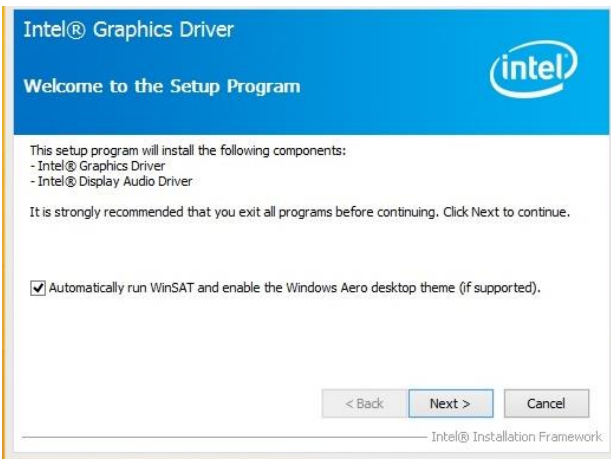 Intel® Graphics Driver
Welcome to the Setup Program
intel
This setup program will install the following components:
- Intel® Graphics Driver
- Intel® Display Audio Driver
It is strongly recommended that you exit all programs before continuing. Click Next to continue.
Automatically run WinSAT and enable the Windows Aero desktop theme (if supported).
< Back Next > Cancel
Intel® Installation Framework